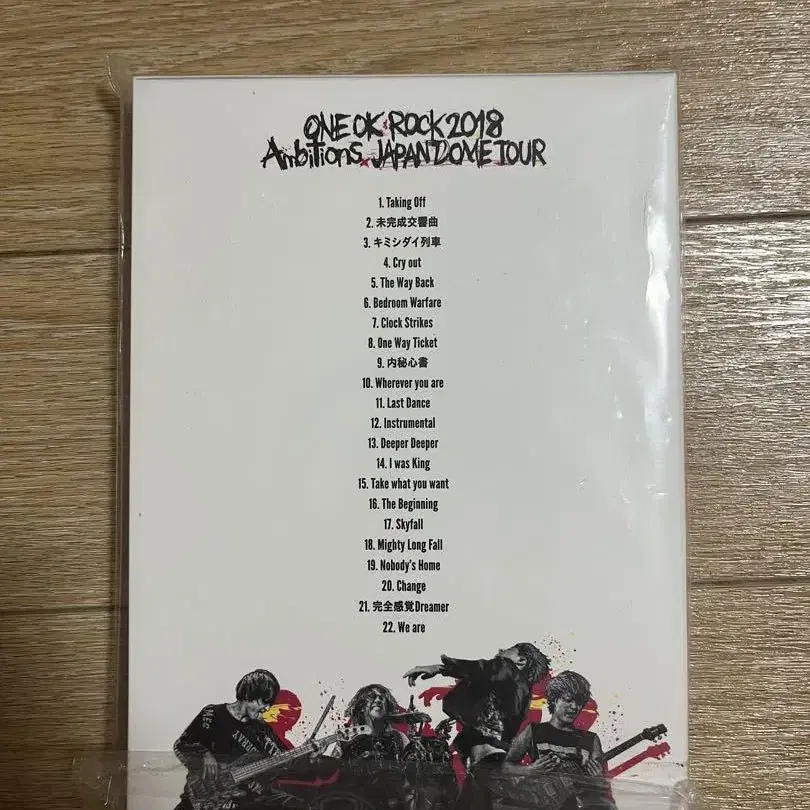 ONE OK ROCK 2018
Ambitions JAPAN DOME TOUR
1. Taking Off
2. 未完成交響曲
3. キミシダイ列車
4. Cry out
5. The Way Back
6. Bedroom Warfare
7. Clock Strikes
8. One Way Ticket
9. 内秘心書
10. Wherever you are
11. Last Dance
12. Instrumental
13. Deeper Deeper
14. I was King
15. Take what you want
16. The Beginning
17. Skyfall
18. Mighty Long Fall
19. Nobody's Home
20. Change
21. 完全感覚Dreamer
22. We are